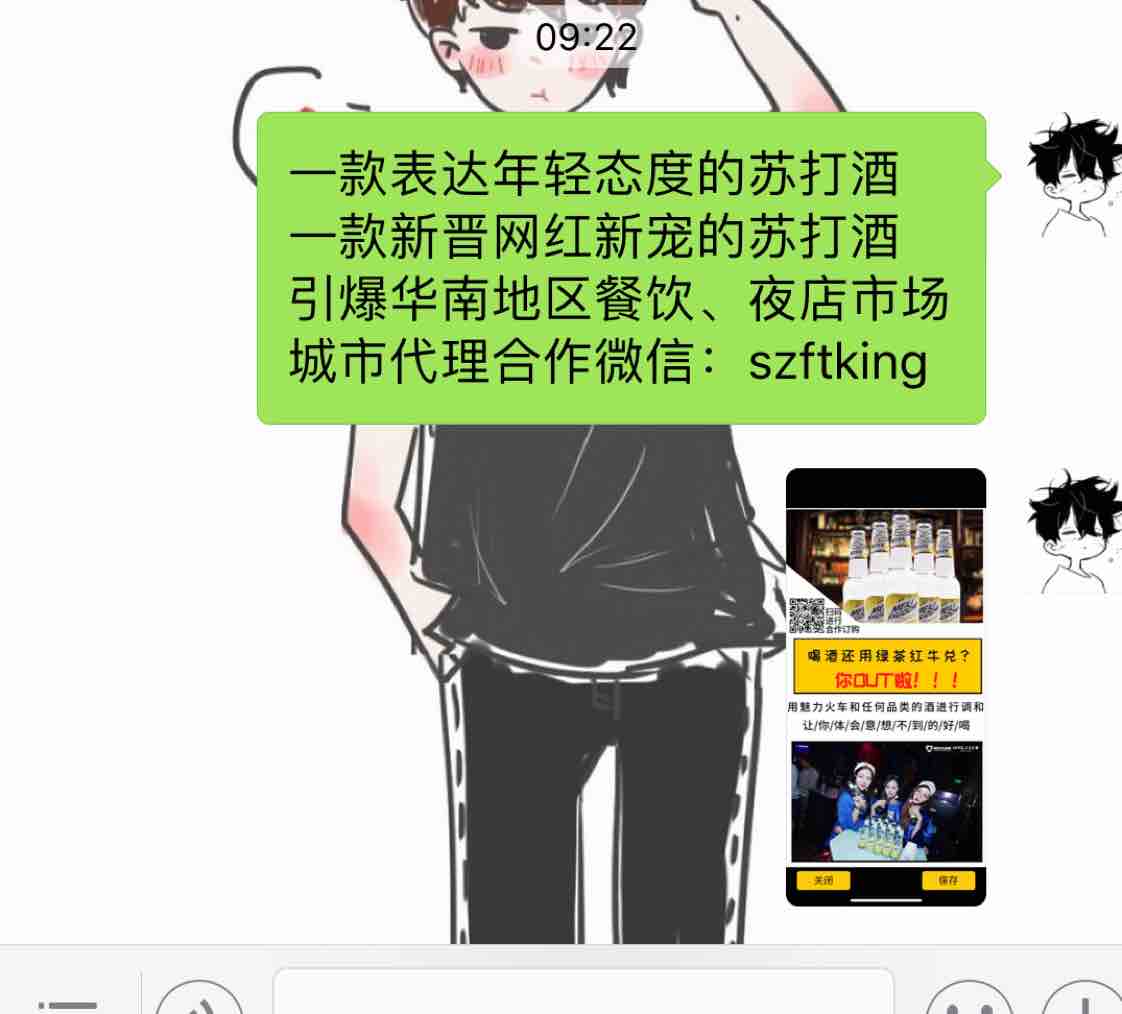 09:22
一款表达年轻态度的苏打酒
一款新晋网红新宠的苏打酒
引爆华南地区餐饮、夜店市场
城市代理合作微信：szftking
扫码
进行
合作订购
喝酒还用绿茶红牛兑？
你OUT啦！！！
用魅力火车和任何品类的酒进行调和
让/你/体/会/意/想/不/到/的/好/喝
关闭
保存